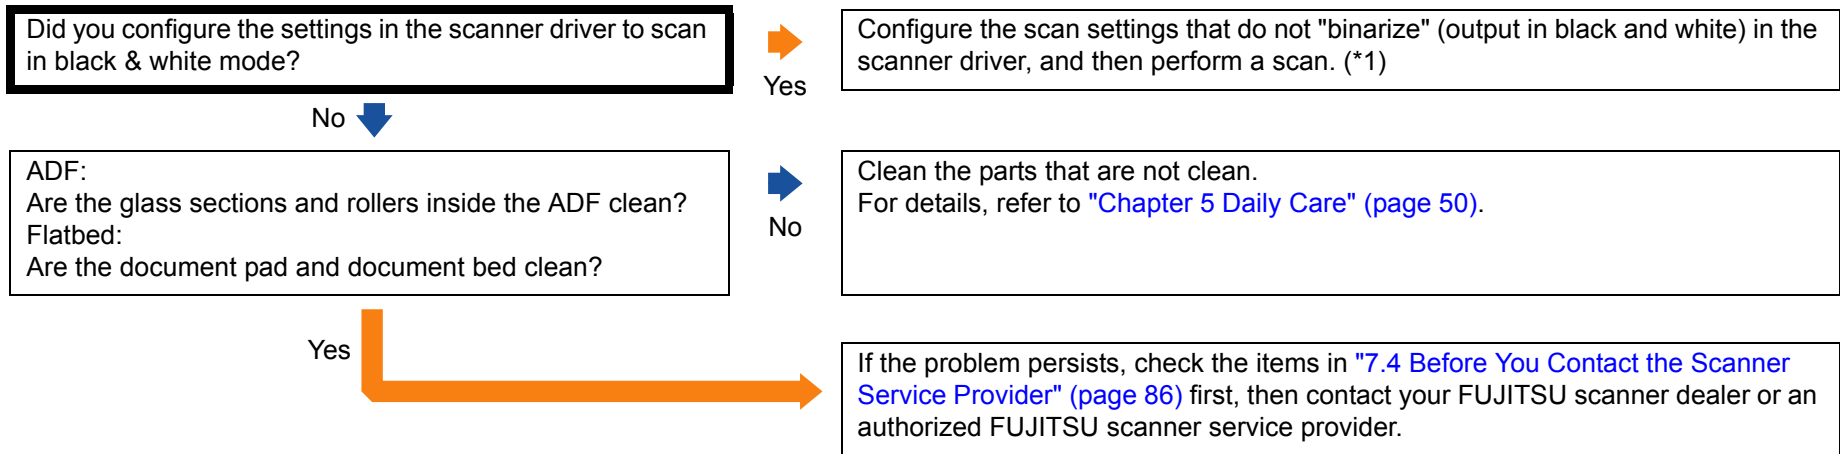 Did you configure the settings in the scanner driver to scan
in black & white mode?
Yes
Configure the scan settings that do not "binarize" (output in black and white) in the
scanner driver, and then perform a scan. (*1)
No
ADF:
Are the glass sections and rollers inside the ADF clean?
Flatbed:
Are the document pad and document bed clean?
No
Clean the parts that are not clean.
For details, refer to "Chapter 5 Daily Care" (page 50).
Yes
If the problem persists, check the items in "7.4 Before You Contact the Scanner
Service Provider" (page 86) first, then contact your FUJITSU scanner dealer or an
authorized FUJITSU scanner service provider.